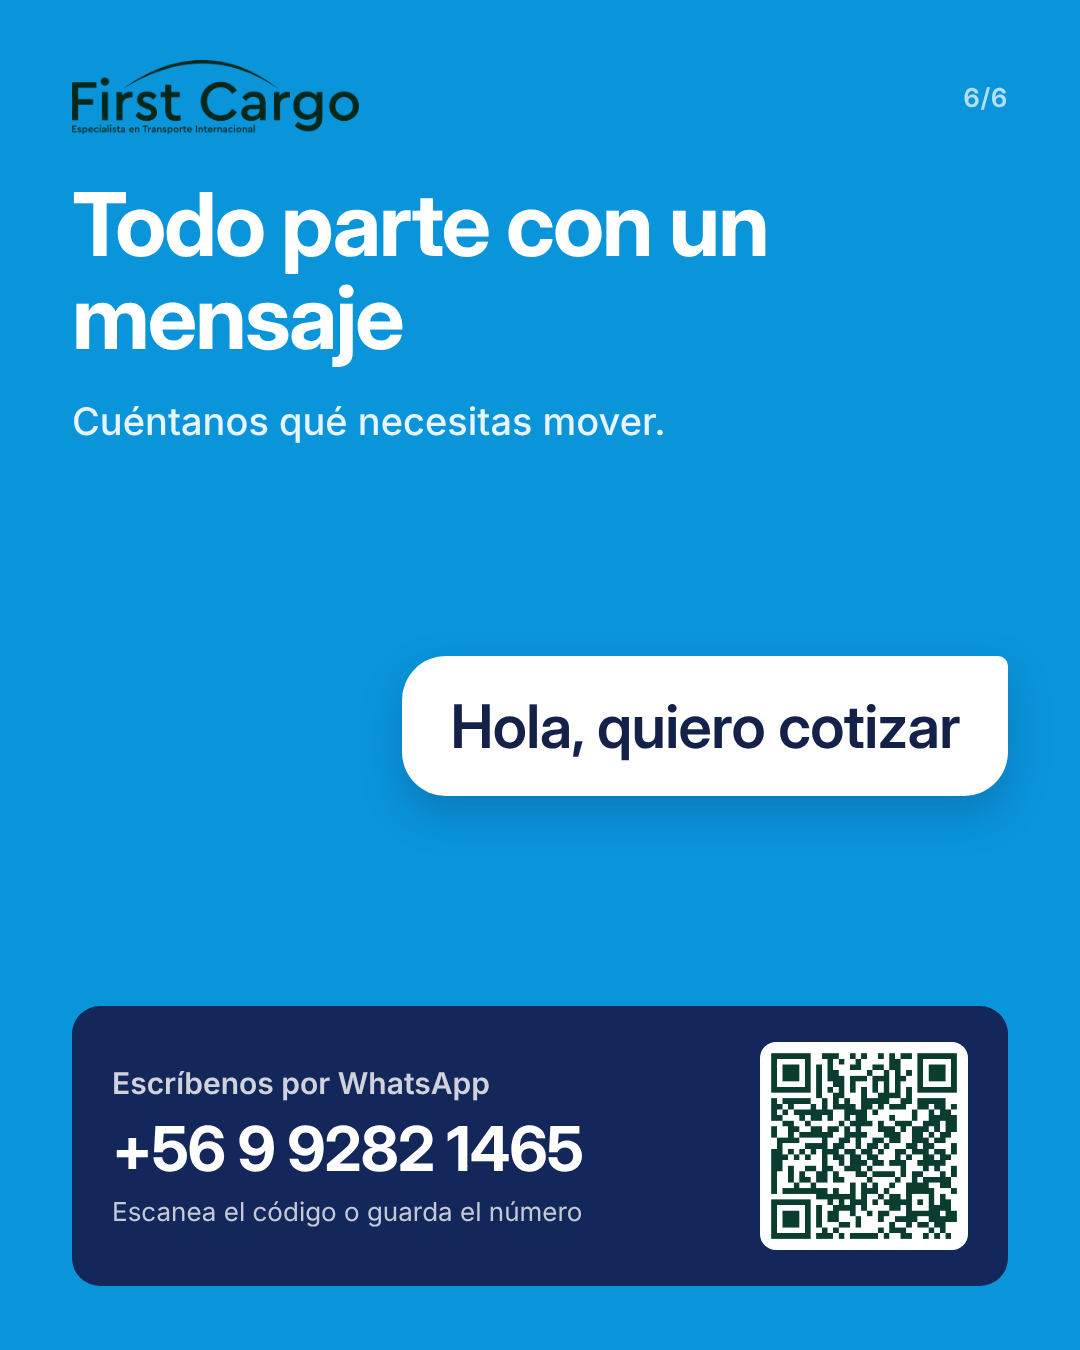 First Cargo
Especialista en Transporte Internacional
6/6
Todo parte con un
mensaje
Cuéntanos qué necesitas mover.
Hola, quiero cotizar
Escríbenos por WhatsApp
+56 9 9282 1465
Escanea el código o guarda el número